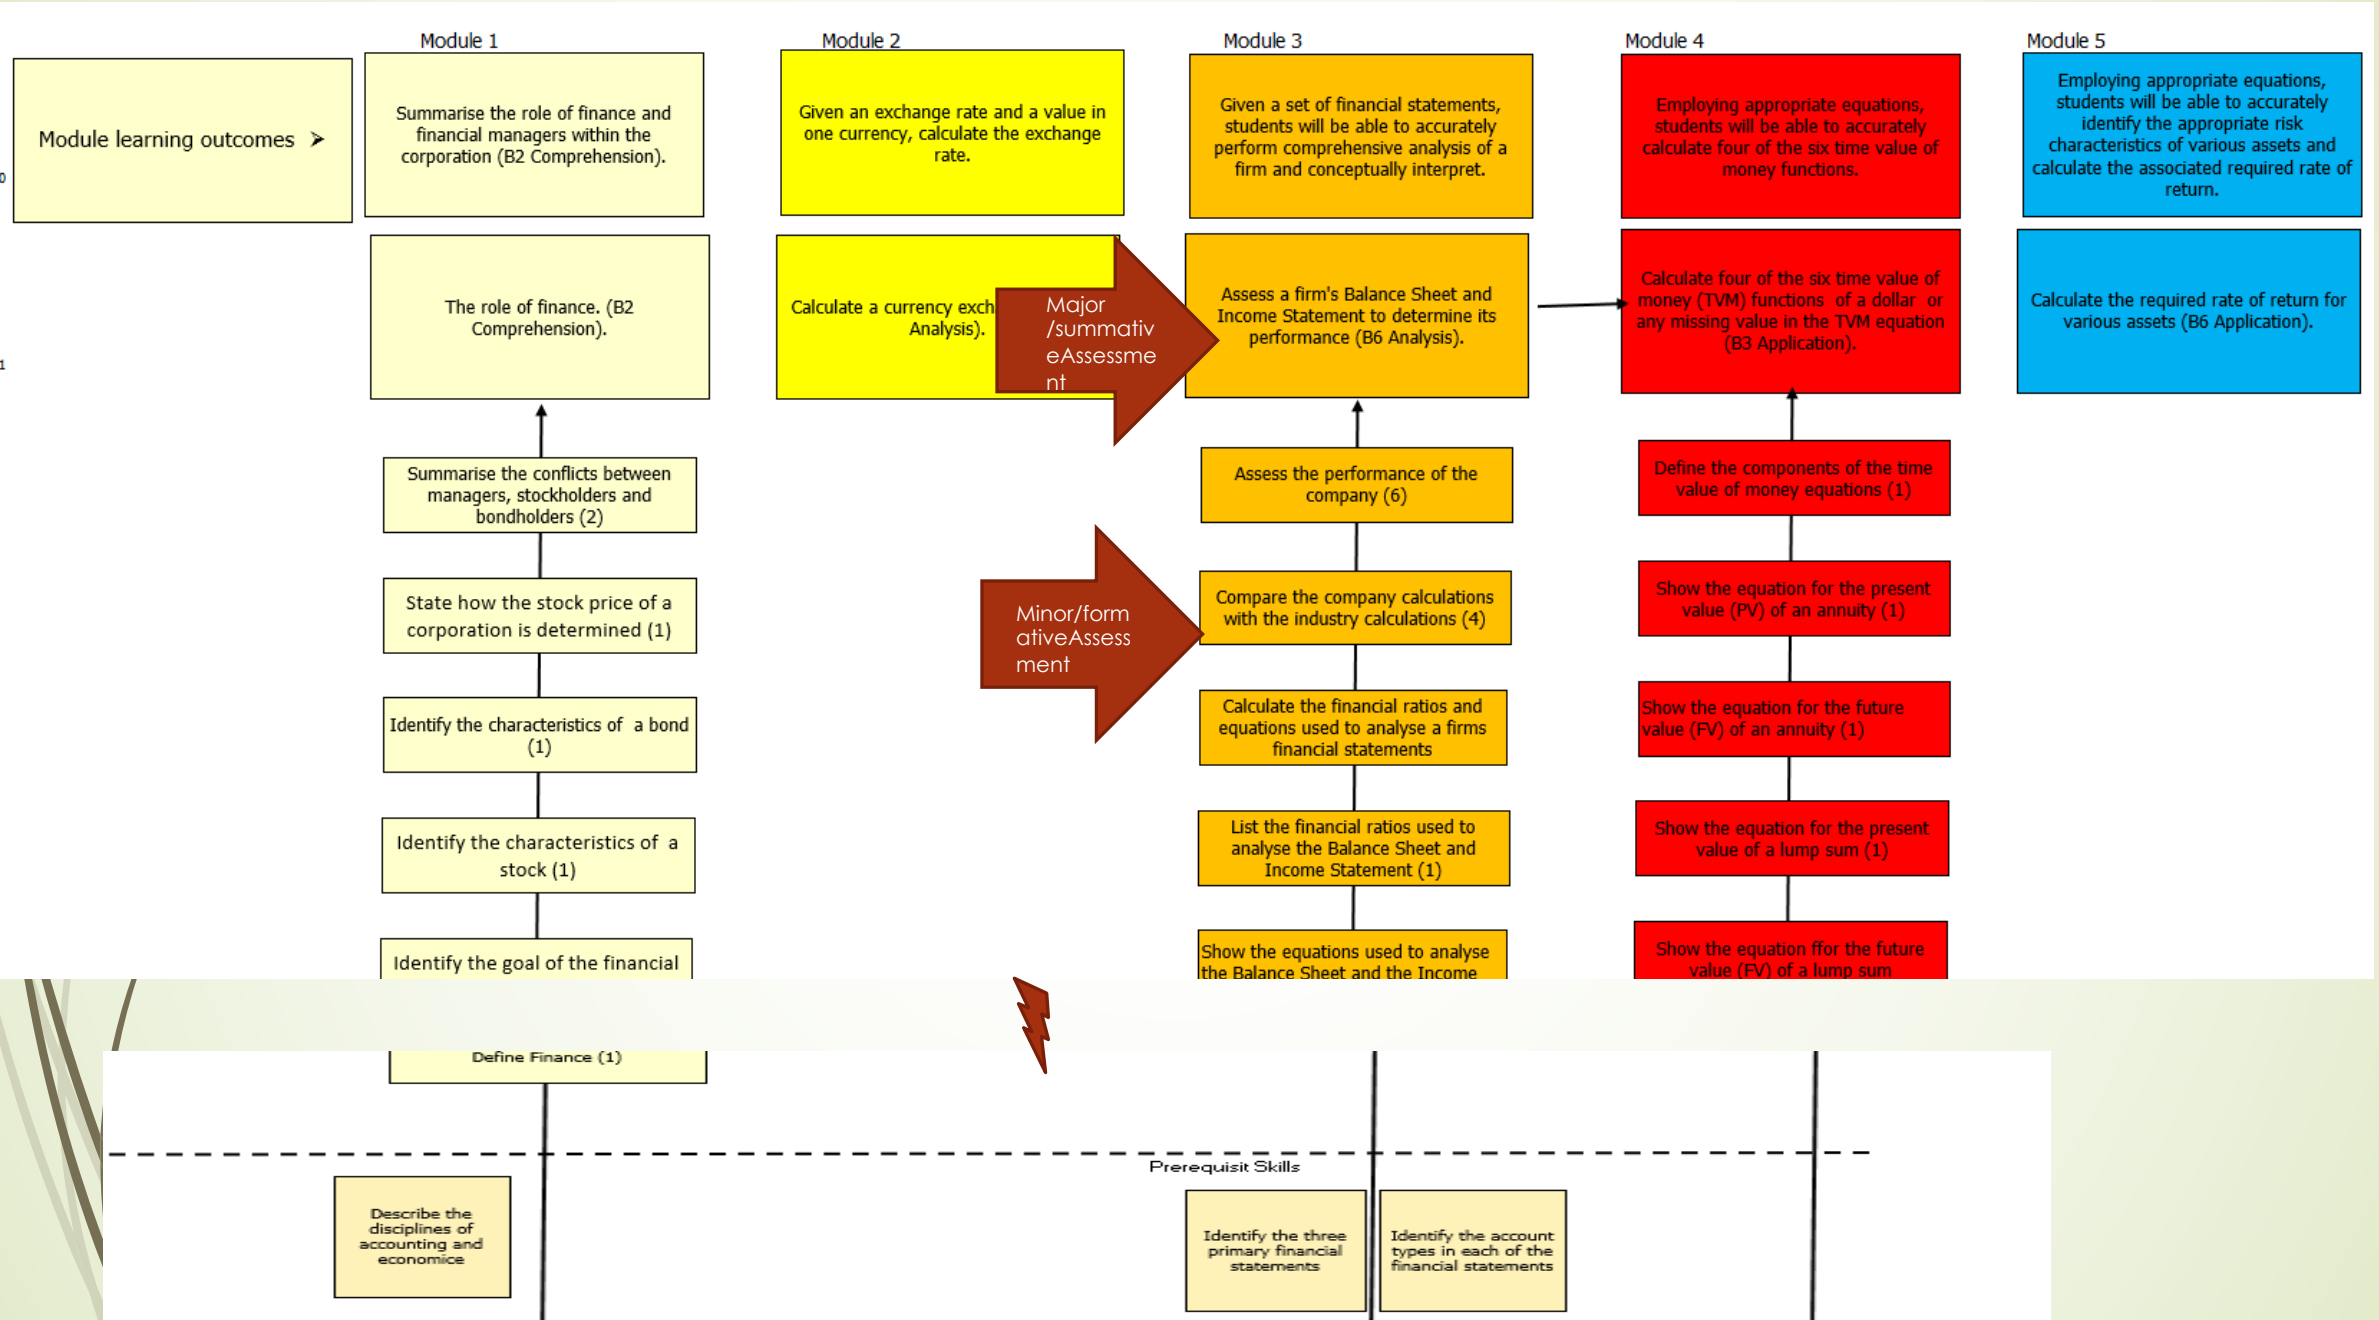 Module 1
Module 2
Module 3
Module 4
Module 5
Module learning outcomes ➢
Summarise the role of finance and
financial managers within the
corporation (B2 Comprehension).
Given an exchange rate and a value in
one currency, calculate the exchange
rate.
Given a set of financial statements,
students will be able to accurately
perform comprehensive analysis of a
firm and conceptually interpret.
Employing appropriate equations,
students will be able to accurately
calculate four of the six time value of
money functions.
Employing appropriate equations,
students will be able to accurately
identify the appropriate risk
characteristics of various assets and
calculate the associated required rate of
return.
0
The role of finance. (B2
Comprehension).
Calculate a currency exch
Analysis).
Major
/summativ
eAssessme
nt
Assess a firm's Balance Sheet and
Income Statement to determine its
performance (B6 Analysis).
Calculate four of the six time value of
money (TVM) functions of a dollar or
any missing value in the TVM equation
(B3 Application).
Calculate the required rate of return for
various assets (B6 Application).
1
Summarise the conflicts between
managers, stockholders and
bondholders (2)
State how the stock price of a
corporation is determined (1)
Identify the characteristics of a bond
(1)
Identify the characteristics of a
stock (1)
Identify the goal of the financial
Minor/form
ativeAssess
ment
Assess the performance of the
company (6)
Compare the company calculations
with the industry calculations (4)
Calculate the financial ratios and
equations used to analyse a firms
financial statements
List the financial ratios used to
analyse the Balance Sheet and
Income Statement (1)
Show the equations used to analyse
the Balance Sheet and the Income
Define the components of the time
value of money equations (1)
Show the equation for the present
value (PV) of an annuity (1)
Show the equation for the future
value (FV) of an annuity (1)
Show the equation for the present
value of a lump sum (1)
Show the equation ffor the future
value (FV) of a lump sum
Define Finance (1)
Prerequisit Skills
Describe the
disciplines of
accounting and
economice
Identify the three
primary financial
statements
Identify the account
types in each of the
financial statements